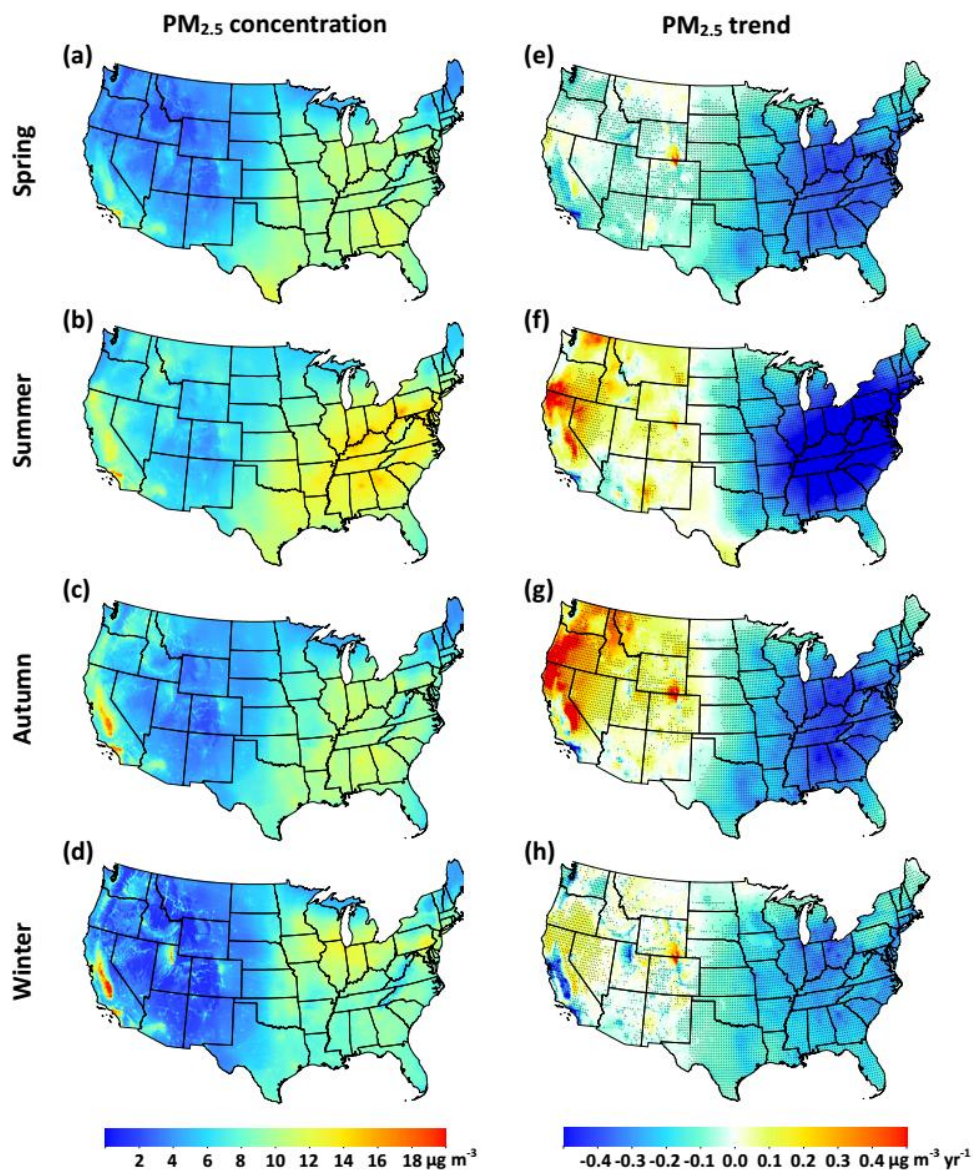 PM₂.₅ concentration PM₂.₅ trend
(a) (e)
Spring
(b) (f)
Summer
(c) (g)
Autumn
(d) (h)
Winter
2 4 6 8 10 12 14 16 18 μg m⁻³
-0.4 -0.3 -0.2 -0.1 0.0 0.1 0.2 0.3 0.4 μg m⁻³ yr⁻¹